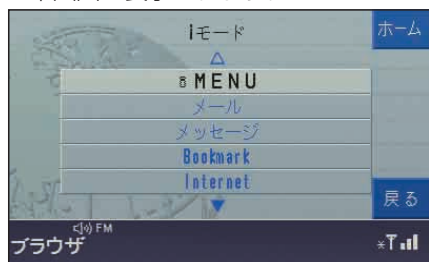 iモード
ホーム
MENU
メール
メッセージ
Bookmark
Internet
戻る
FM
ブラウザ